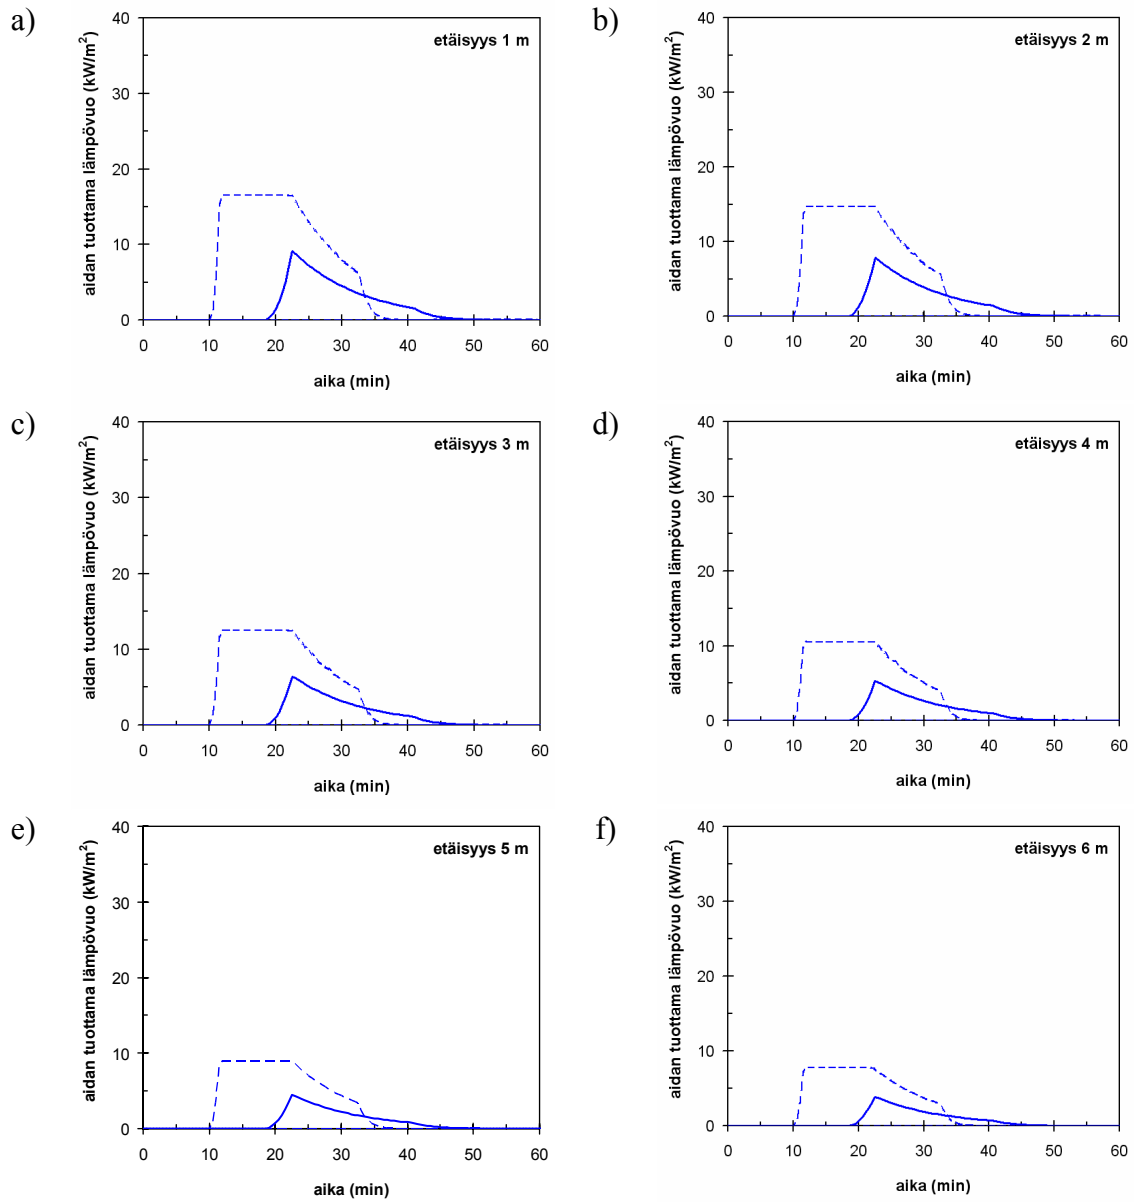 a)
etäisyys 1 m
aidan tuottama lämpövuo (kW/m²)
40
30
20
10
0
0 10 20 30 40 50 60
aika (min)
b)
etäisyys 2 m
aidan tuottama lämpövuo (kW/m²)
40
30
20
10
0
0 10 20 30 40 50 60
aika (min)
c)
etäisyys 3 m
aidan tuottama lämpövuo (kW/m²)
40
30
20
10
0
0 10 20 30 40 50 60
aika (min)
d)
etäisyys 4 m
aidan tuottama lämpövuo (kW/m²)
40
30
20
10
0
0 10 20 30 40 50 60
aika (min)
e)
etäisyys 5 m
aidan tuottama lämpövuo (kW/m²)
40
30
20
10
0
0 10 20 30 40 50 60
aika (min)
f)
etäisyys 6 m
aidan tuottama lämpövuo (kW/m²)
40
30
20
10
0
0 10 20 30 40 50 60
aika (min)